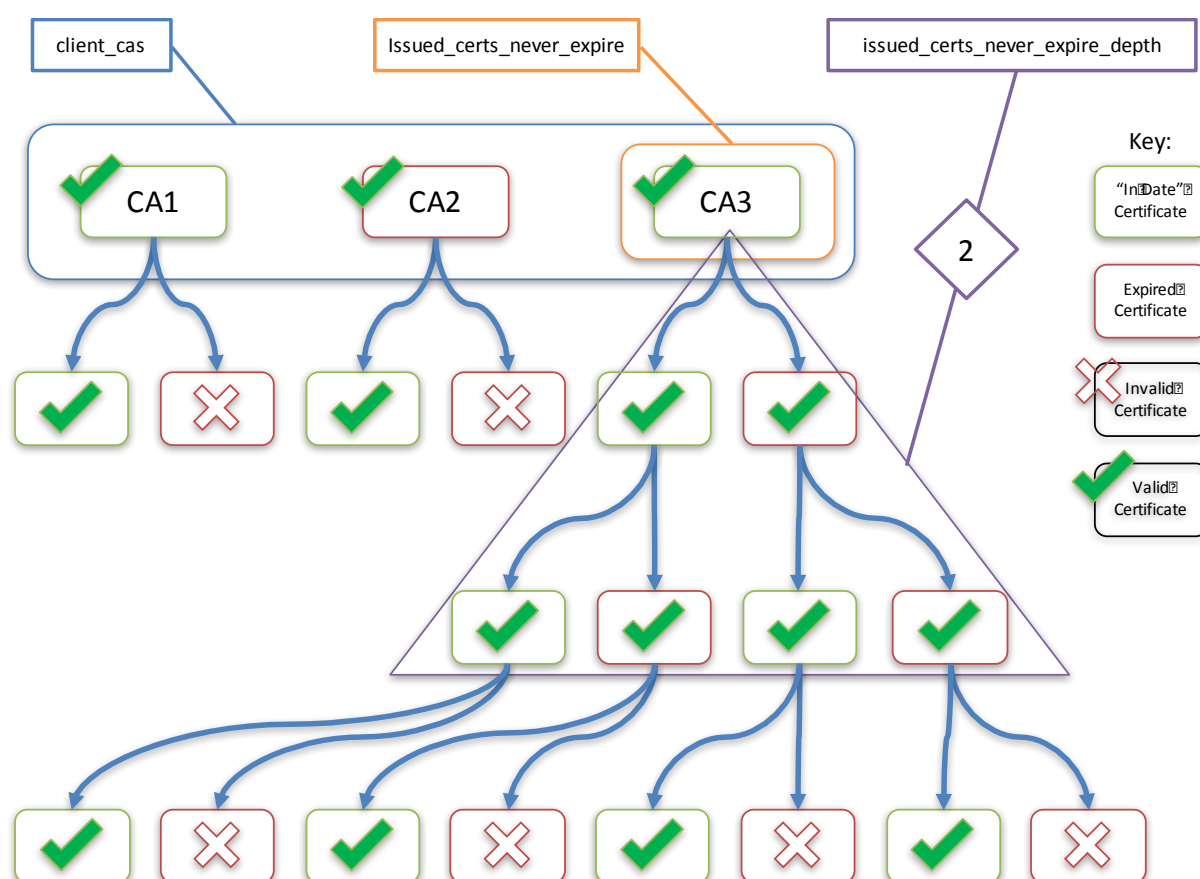 client_cas
Issued_certs_never_expire
issued_certs_never_expire_depth
Key:
CA1
CA2
CA3
“In⍰Date”⍰
Certificate
2
Expired⍰
Certificate
Invalid⍰
Certificate
Valid⍰
Certificate